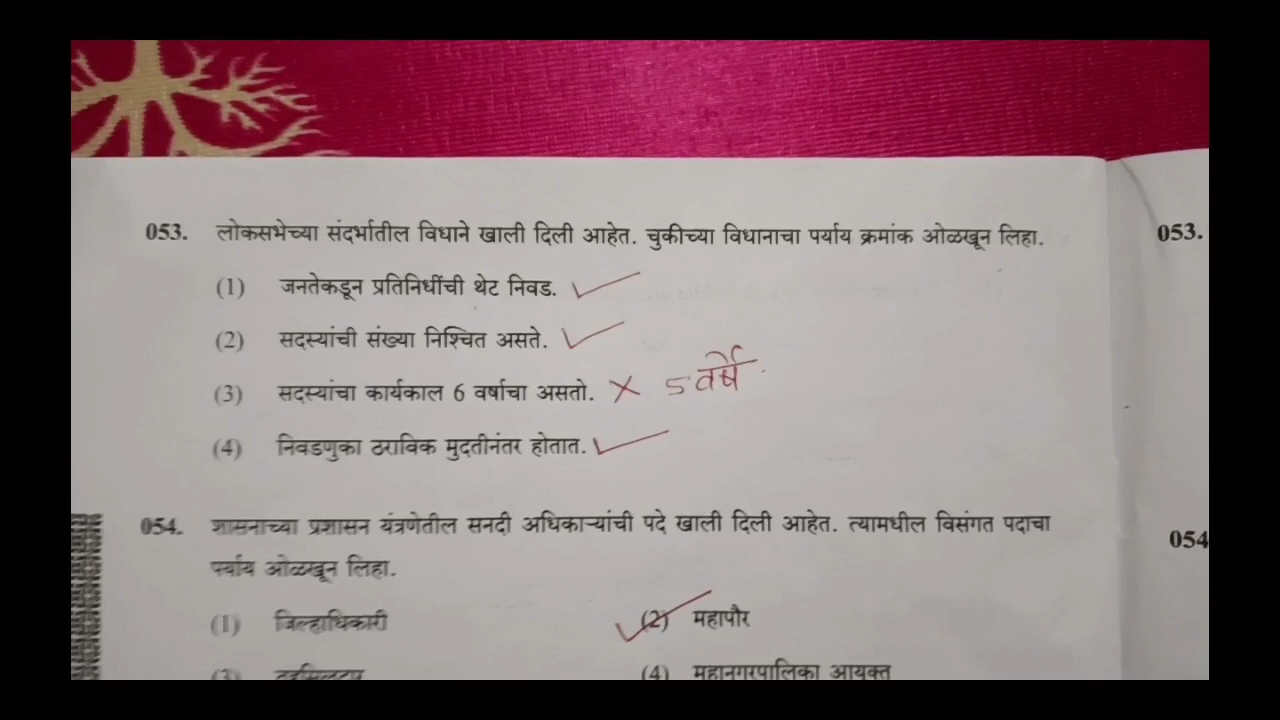 053. लोकसभेच्या संदर्भातील विधाने खाली दिली आहेत. चुकीच्या विधानाचा पर्याय क्रमांक ओळखून लिहा.
053.
(1) जनतेकडून प्रतिनिधींची थेट निवड.
(2) सदस्यांची संख्या निश्चित असते.
(3) सदस्यांचा कार्यकाल 6 वर्षाचा असतो. × 5 वर्षे
(4) निवडणुका ठराविक मुदतीनंतर होतात.
054. शासनाच्या प्रशासन यंत्रणेतील सनदी अधिकाऱ्यांची पदे खाली दिली आहेत. त्यामधील विसंगत पदाचा
054
पर्याय ओळखून लिहा.
(1) जिल्हाधिकारी (2) महापौर
(4) महानगरपालिका आयुक्त